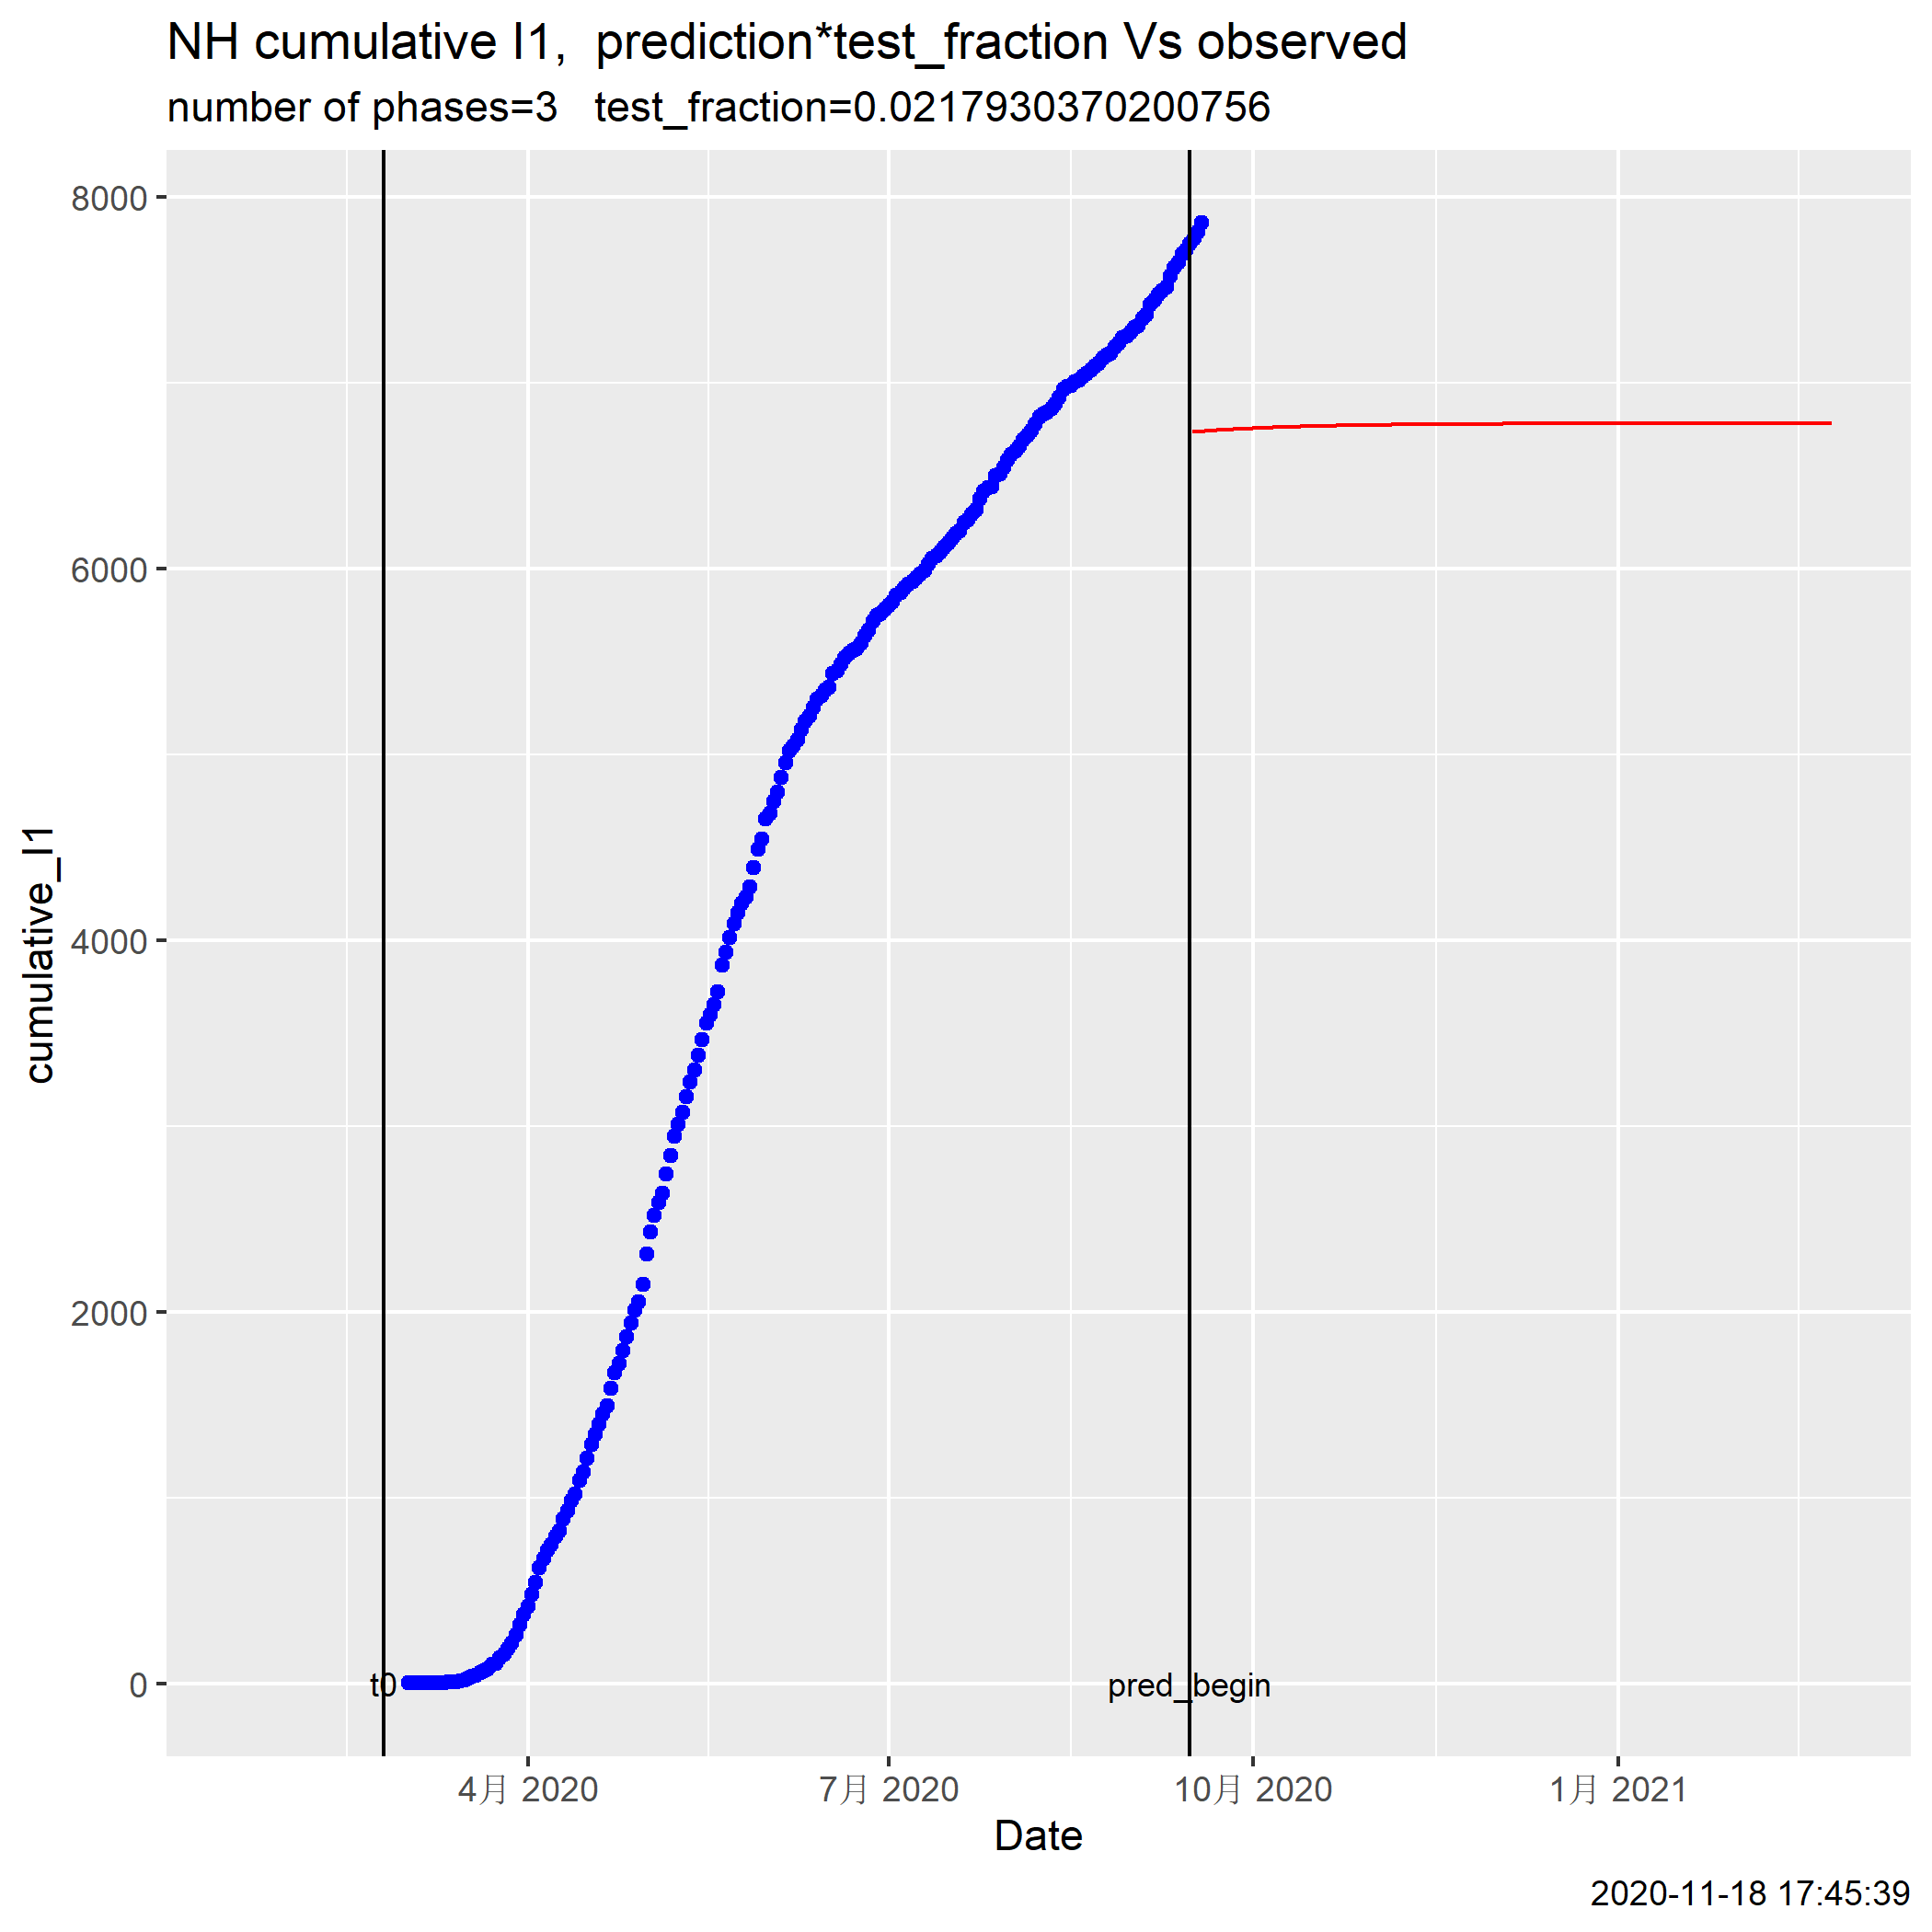 NH cumulative I1,  prediction*test_fraction Vs observed
number of phases=3   test_fraction=0.0217930370200756
8000
6000
4000
2000
0
cumulative_I1
t0
pred_begin
4月 2020
7月 2020
10月 2020
1月 2021
Date
2020-11-18 17:45:39